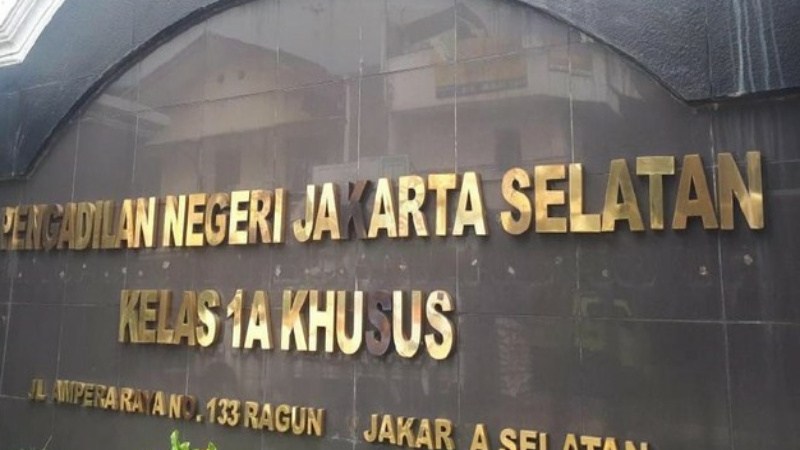 PENGADILAN NEGERI JAKARTA SELATAN
KELAS 1A KHUSUS
JL AMPERA RAYA NO. 133 RAGUN JAKAR A SELATAN